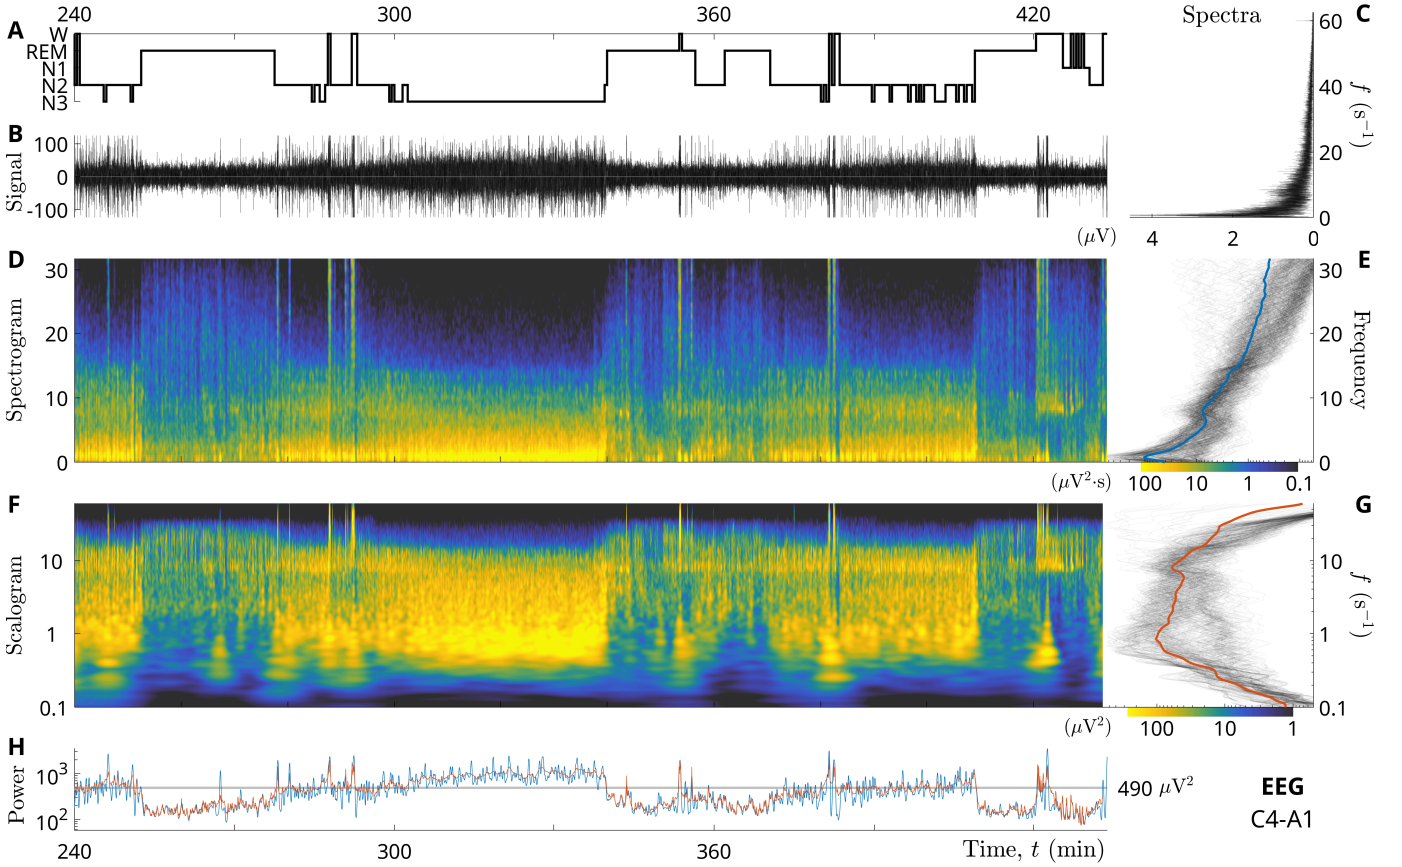 240 300 360 420 Spectra 60 C
A W
REM
N1
N2
N3
40 f (s⁻¹)
B 100
Signal 0
-100
20
0
(μV) 4 2 0
D 30 30 E
Spectrogram 20 20 Frequency
10 10
0 0
(μV²·s) 100 10 1 0.1
F G
Scalogram 10 10 f (s⁻¹)
1 1
0.1 0.1
(μV²) 100 10 1
H
Power 10³ 490 μV² EEG
10² C4-A1
240 300 360 Time, t (min)